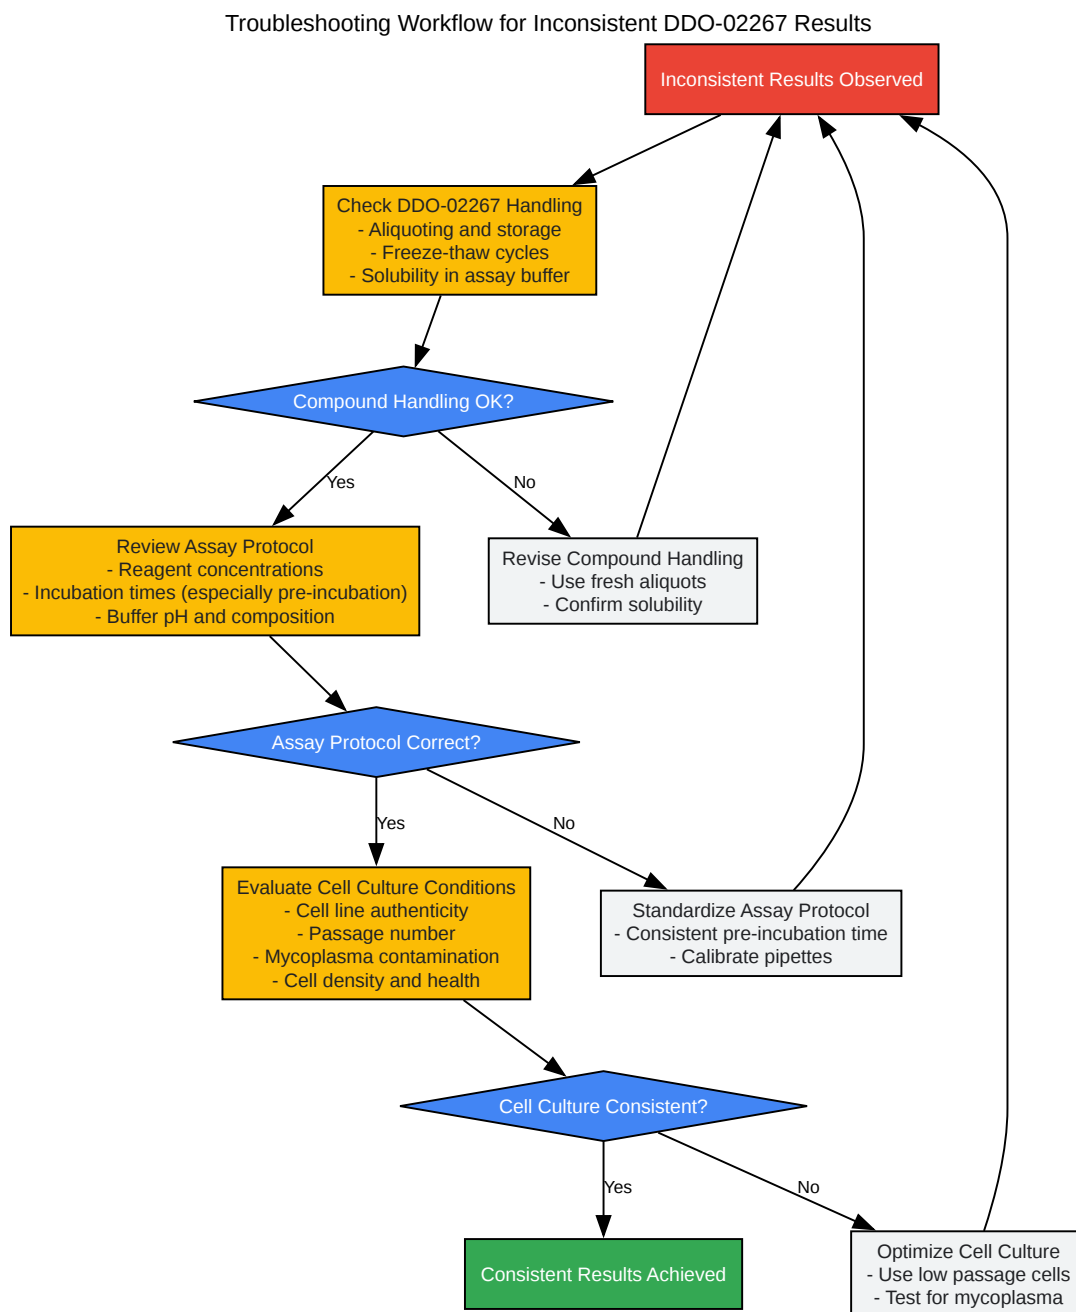 Troubleshooting Workflow for Inconsistent DDO-02267 Results
Inconsistent Results Observed
Check DDO-02267 Handling
- Aliquoting and storage
- Freeze-thaw cycles
- Solubility in assay buffer
Compound Handling OK?
Yes
No
Review Assay Protocol
- Reagent concentrations
- Incubation times (especially pre-incubation)
- Buffer pH and composition
Revise Compound Handling
- Use fresh aliquots
- Confirm solubility
Assay Protocol Correct?
Yes
No
Evaluate Cell Culture Conditions
- Cell line authenticity
- Passage number
- Mycoplasma contamination
- Cell density and health
Standardize Assay Protocol
- Consistent pre-incubation time
- Calibrate pipettes
Cell Culture Consistent?
Yes
No
Consistent Results Achieved
Optimize Cell Culture
- Use low passage cells
- Test for mycoplasma